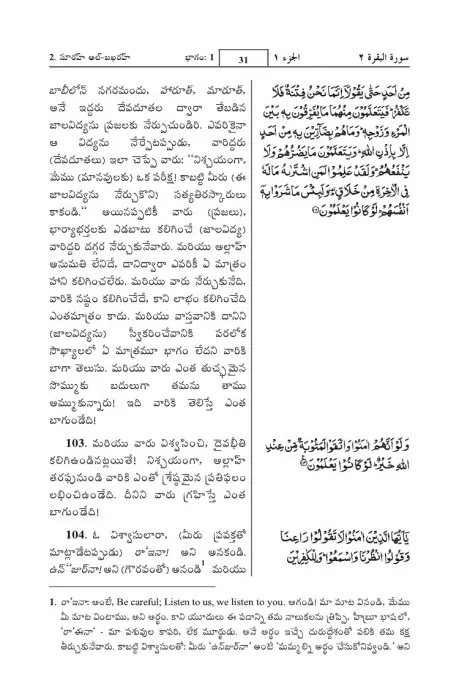 2. సూరహ్ అల్-బఖరహ్ భాగం: 1 31 الجزء ١ سورة البقرة ٢
బాబీలోన్ నగరమందు, హారూత్, మారూత్,
అనే ఇద్దరు దేవదూతల ద్వారా తేబడిన
జాలవిద్యను ప్రజలకు నేర్పుచుండిరి. ఎవరికైనా
ఆ విద్యను నేర్పేటప్పుడు, వారిద్దరు
(దేవదూతలు) ఇలా చెప్పే వారు: "నిశ్చయంగా,
మేము (మానవులకు) ఒక పరీక్ష! కాబట్టి మీరు (ఈ
జాలవిద్యను నేర్చుకొని) సత్యతిరస్కారులు
కాకండి." అయినప్పటికీ వారు (ప్రజలు),
భార్యాభర్తలకు ఎడబాటు కలిగించే (జాలవిద్య)
వారిద్దరి దగ్గర నేర్చుకునేవారు. మరియు అల్లాహ్
అనుమతి లేనిదే, దానిద్వారా ఎవరికీ ఏ మాత్రం
హాని కలిగించలేరు. మరియు వారు నేర్చుకునేది,
వారికి నష్టం కలిగించేదే, కాని లాభం కలిగించేది
ఎంతమాత్రం కాదు. మరియు వాస్తవానికి దానిని
(జాలవిద్యను) స్వీకరించేవానికి పరలోక
సౌఖ్యాలలో ఏ మాత్రమూ భాగం లేదని వారికి
బాగా తెలుసు. మరియు వారు ఎంత తుచ్ఛమైన
సొమ్ముకు బదులుగా తమను తాము
అమ్ముకున్నారు! ఇది వారికి తెలిస్తే ఎంత
బాగుండేది!
103. మరియు వారు విశ్వసించి, దైవభీతి
కలిగిఉండినట్లయితే! నిశ్చయంగా, అల్లాహ్
తరపునుండి వారికి ఎంతో శ్రేష్ఠమైన ప్రతిఫలం
లభించిఉండేది. దీనిని వారు గ్రహిస్తే ఎంత
బాగుండేది!
104. ఓ విశ్వాసులారా, (మీరు ప్రవక్తతో
మాట్లాడేటప్పుడు) రా'ఇనా! అని అనకండి.
ఉన్''జుర్'నా! అని (గౌరవంతో) అనండి1 మరియు
مِنْ أَحَدٍ حَتَّىٰ يَقُولَا إِنَّمَا نَحْنُ فِتْنَةٌ فَلَا
تَكْفُرْ فَيَتَعَلَّمُونَ مِنْهُمَا مَا يُفَرِّقُونَ بِهِ بَيْنَ
الْمَرْءِ وَزَوْجِهِ وَمَا هُمْ بِضَارِّينَ بِهِ مِنْ أَحَدٍ
إِلَّا بِإِذْنِ اللَّهِ وَيَتَعَلَّمُونَ مَا يَضُرُّهُمْ وَلَا
يَنْفَعُهُمْ وَلَقَدْ عَلِمُوا لَمَنِ اشْتَرَاهُ مَا لَهُ
فِي الْآخِرَةِ مِنْ خَلَاقٍ وَلَبِئْسَ مَا شَرَوْا بِهِ
أَنْفُسَهُمْ لَوْ كَانُوا يَعْلَمُونَ
وَلَوْ أَنَّهُمْ آمَنُوا وَاتَّقَوْا لَمَثُوبَةٌ مِنْ عِنْدِ
اللَّهِ خَيْرٌ لَوْ كَانُوا يَعْلَمُونَ
يَا أَيُّهَا الَّذِينَ آمَنُوا لَا تَقُولُوا رَاعِنَا
وَقُولُوا انْظُرْنَا وَاسْمَعُوا وَلِلْكَافِرِينَ
1. రా'ఇనా: అంటే, Be careful; Listen to us, we listen to you. ఆగండి! మా మాట వినండి, మేము
మీ మాట వింటాము, అని అర్థం. కాని యూదులు ఈ పదాన్ని తమ నాలుకలను త్రిప్పి, హీబ్రూ భాషలో,
'రా'ఈనా' - మా పశువుల కాపరి, లేక మూర్ఖుడు. అనే అర్థం ఇచ్చే దురుద్దేశంతో పలికి తమ కక్ష
తీర్చుకునేవారు. కాబట్టి విశ్వాసులతో: మీరు 'ఉన్''జుర్'నా' అంటే 'మమ్మల్ని అర్థం చేసుకోనివ్వండి.' అని